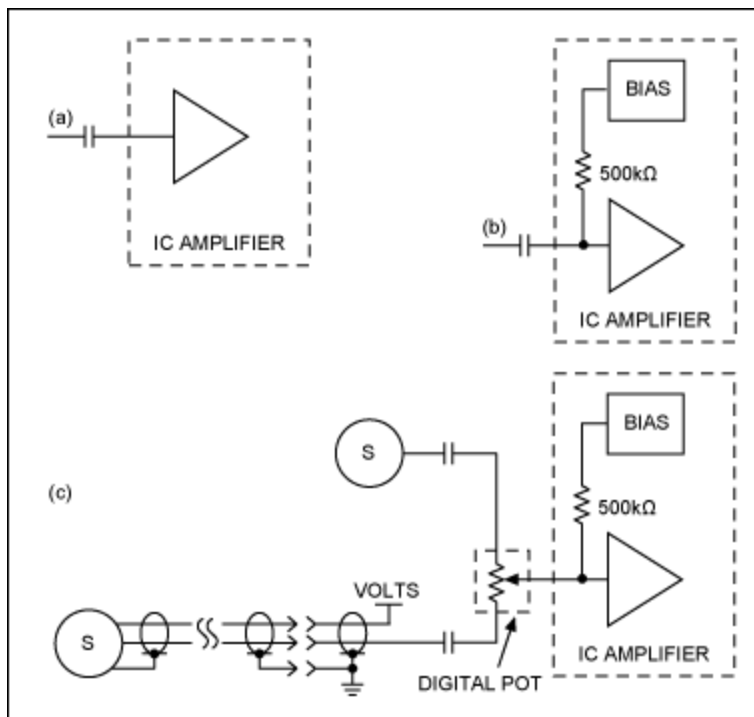 (a)
IC AMPLIFIER
BIAS
500kΩ
(b)
IC AMPLIFIER
(c)
S
BIAS
500kΩ
IC AMPLIFIER
VOLTS
S
DIGITAL POT